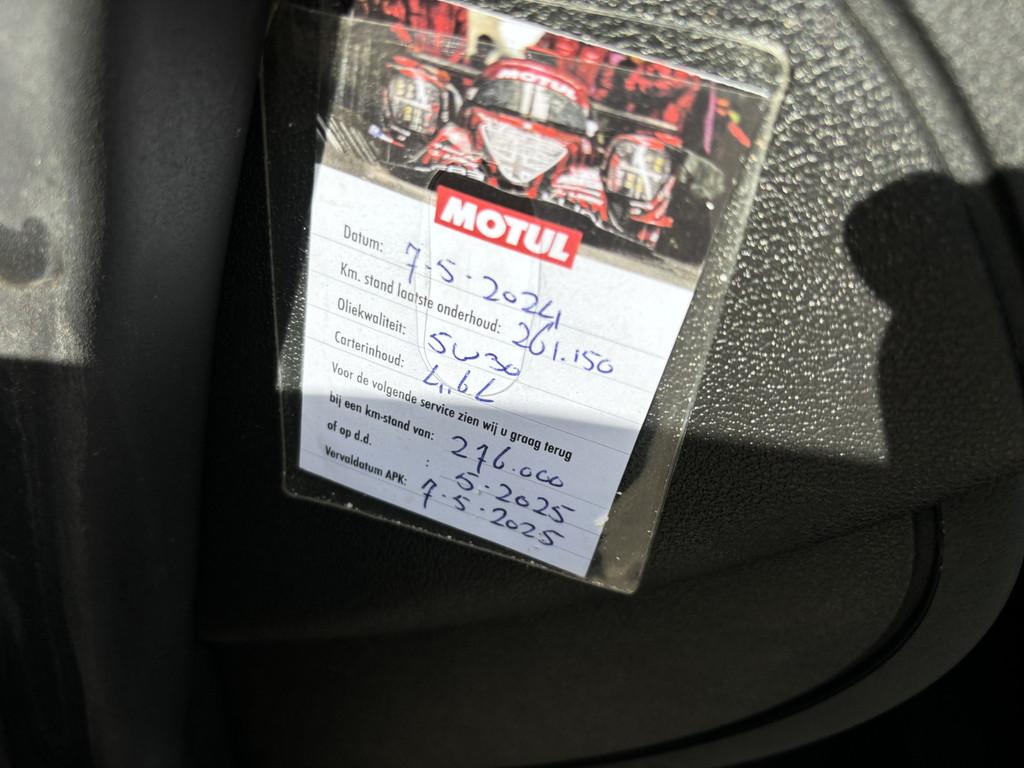 MOTUL
MOTUL
Datum: 7-5-2024
Km. stand laatste onderhoud: 261.150
Oliekwaliteit: 5w30
Carterinhoud: 4.6L
Voor de volgende service zien wij u graag terug
bij een km-stand van: 276.000
of op d.d. : 5-2025
Vervaldatum APK: 7-5-2025